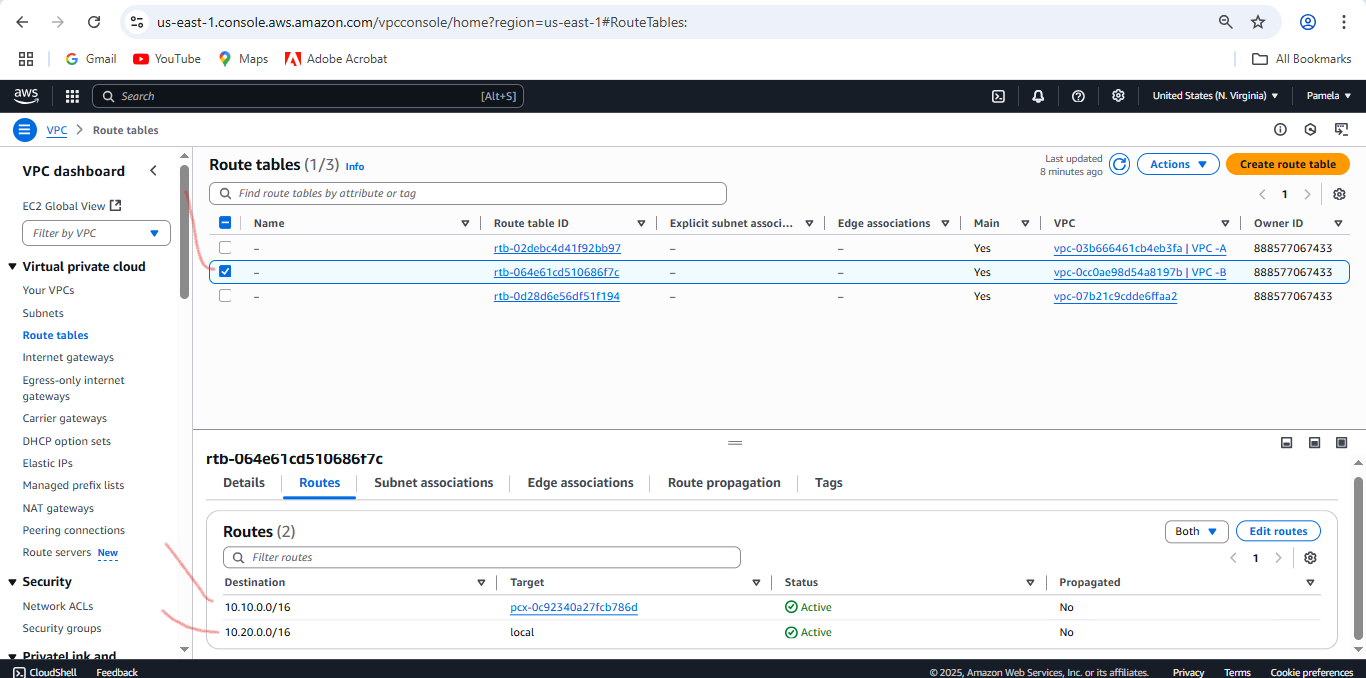 us-east-1.console.aws.amazon.com/vpcconsole/home?region=us-east-1#RouteTables:
Gmail YouTube Maps Adobe Acrobat All Bookmarks
aws Search [Alt+S] United States (N. Virginia) Pamela
VPC Route tables
VPC dashboard
EC2 Global View
Filter by VPC
Virtual private cloud
Your VPCs
Subnets
Route tables
Internet gateways
Egress-only internet
gateways
Carrier gateways
DHCP option sets
Elastic IPs
Managed prefix lists
NAT gateways
Peering connections
Route servers New
Security
Network ACLs
Security groups
PrivateLink and
Route tables (1/3) Info
Last updated
8 minutes ago
Actions Create route table
Find route tables by attribute or tag
1
Name Route table ID Explicit subnet associ... Edge associations Main VPC Owner ID
– rtb-02debc4d41f92bb97 – – Yes vpc-03b666461cb4eb3fa | VPC -A 888577067433
– rtb-064e61cd510686f7c – – Yes vpc-0cc0ae98d54a8197b | VPC -B 888577067433
– rtb-0d28d6e56df51f194 – – Yes vpc-07b21c9cdde6ffaa2 888577067433
rtb-064e61cd510686f7c
Details Routes Subnet associations Edge associations Route propagation Tags
Routes (2)
Both Edit routes
Filter routes
1
Destination Target Status Propagated
10.10.0.0/16 pcx-0c92340a27fcb786d Active No
10.20.0.0/16 local Active No
CloudShell Feedback © 2025, Amazon Web Services, Inc. or its affiliates. Privacy Terms Cookie preferences